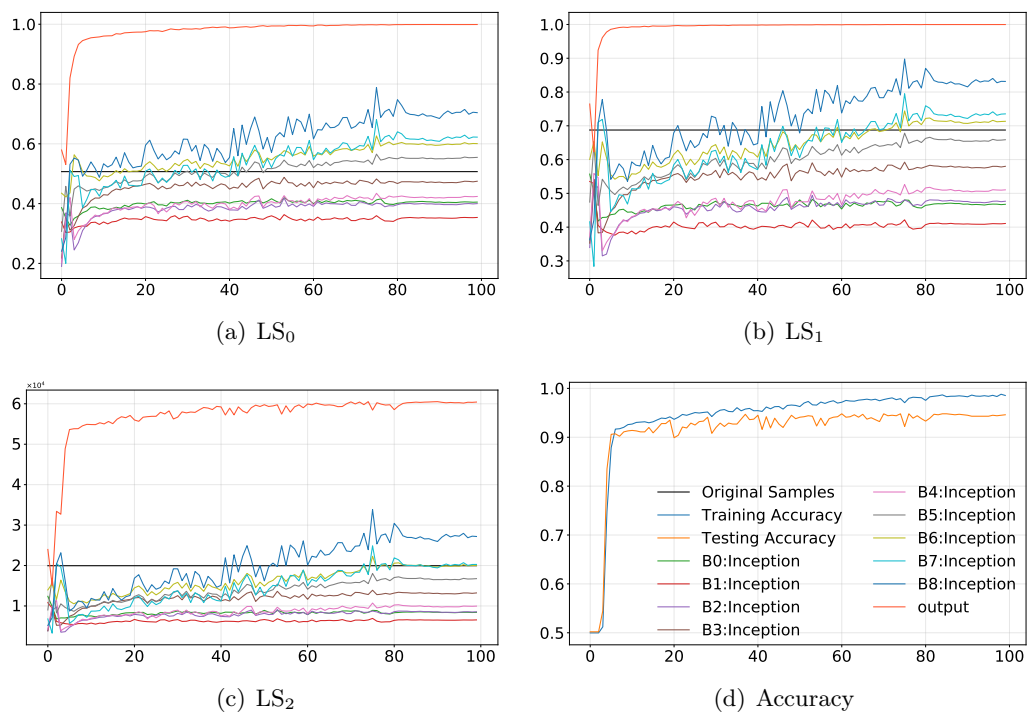 1.0
0.8
0.6
0.4
0.2
0 20 40 60 80 100
(a) LS₀
1.0
0.9
0.8
0.7
0.6
0.5
0.4
0.3
0 20 40 60 80 100
(b) LS₁
×10⁴
6
5
4
3
2
1
0 20 40 60 80 100
(c) LS₂
1.0
0.9
0.8
0.7
0.6
0.5
0 20 40 60 80 100
Original Samples
Training Accuracy
Testing Accuracy
B0:Inception
B1:Inception
B2:Inception
B3:Inception
B4:Inception
B5:Inception
B6:Inception
B7:Inception
B8:Inception
output
(d) Accuracy